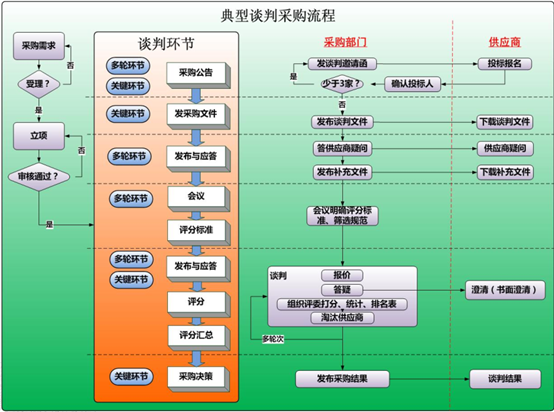 典型谈判采购流程
采购需求
否
受理？
是
立项
否
审核通过？
是
谈判环节
多轮环节
关键环节
采购公告
关键环节
发采购文件
多轮环节
发布与应答
多轮环节
会议
评分标准
多轮环节
关键环节
发布与应答
评分
评分汇总
关键环节
采购决策
采购部门
供应商
发谈判邀请函
投标报名
是
少于3家？
确认投标人
否
发布谈判文件
下载谈判文件
答供应商疑问
供应商疑问
发布补充文件
下载补充文件
会议明确评分标
准、筛选规范
谈判
报价
答疑
澄清（书面澄清）
组织评委打分、统计、排名表
淘汰供应商
多轮次
发布采购结果
谈判结果